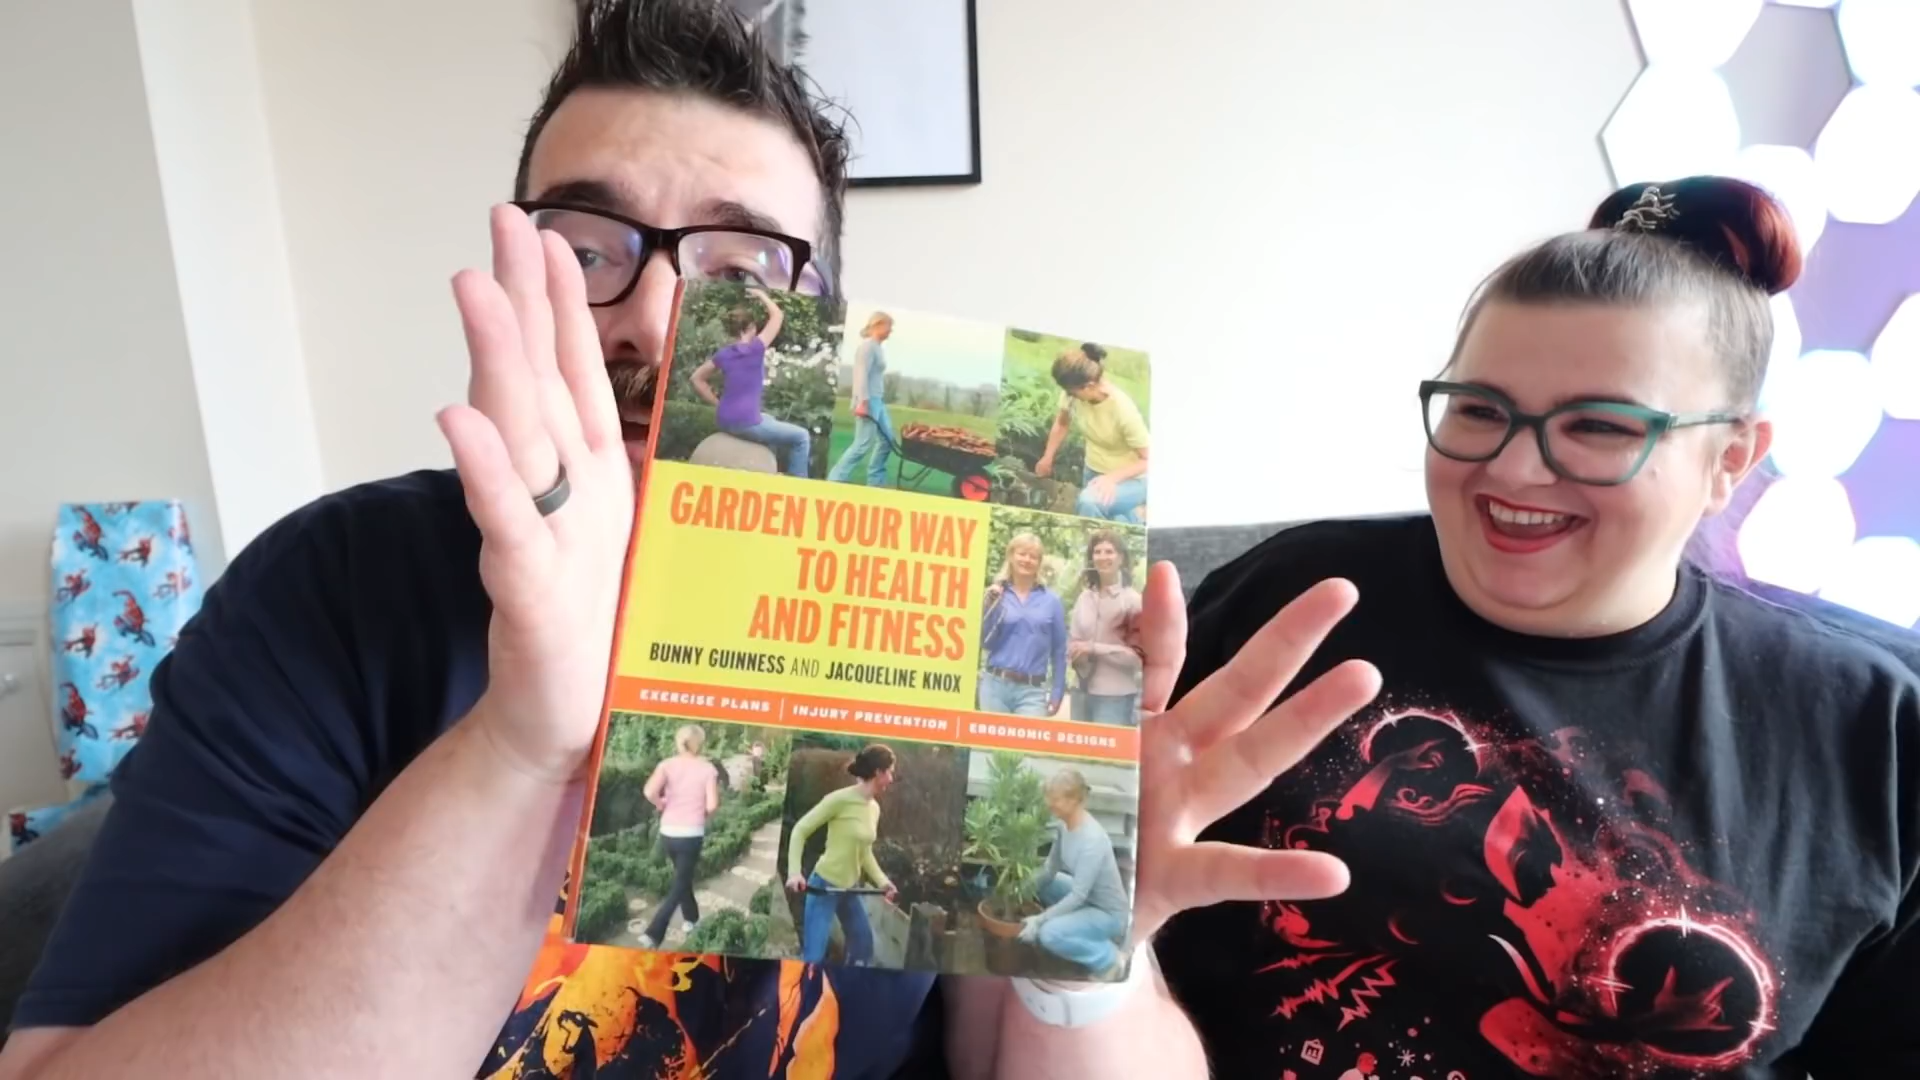 GARDEN YOUR WAY
TO HEALTH
AND FITNESS
BUNNY GUINNESS AND JACQUELINE KNOX
EXERCISE PLANS | INJURY PREVENTION | ERGONOMIC DESIGNS